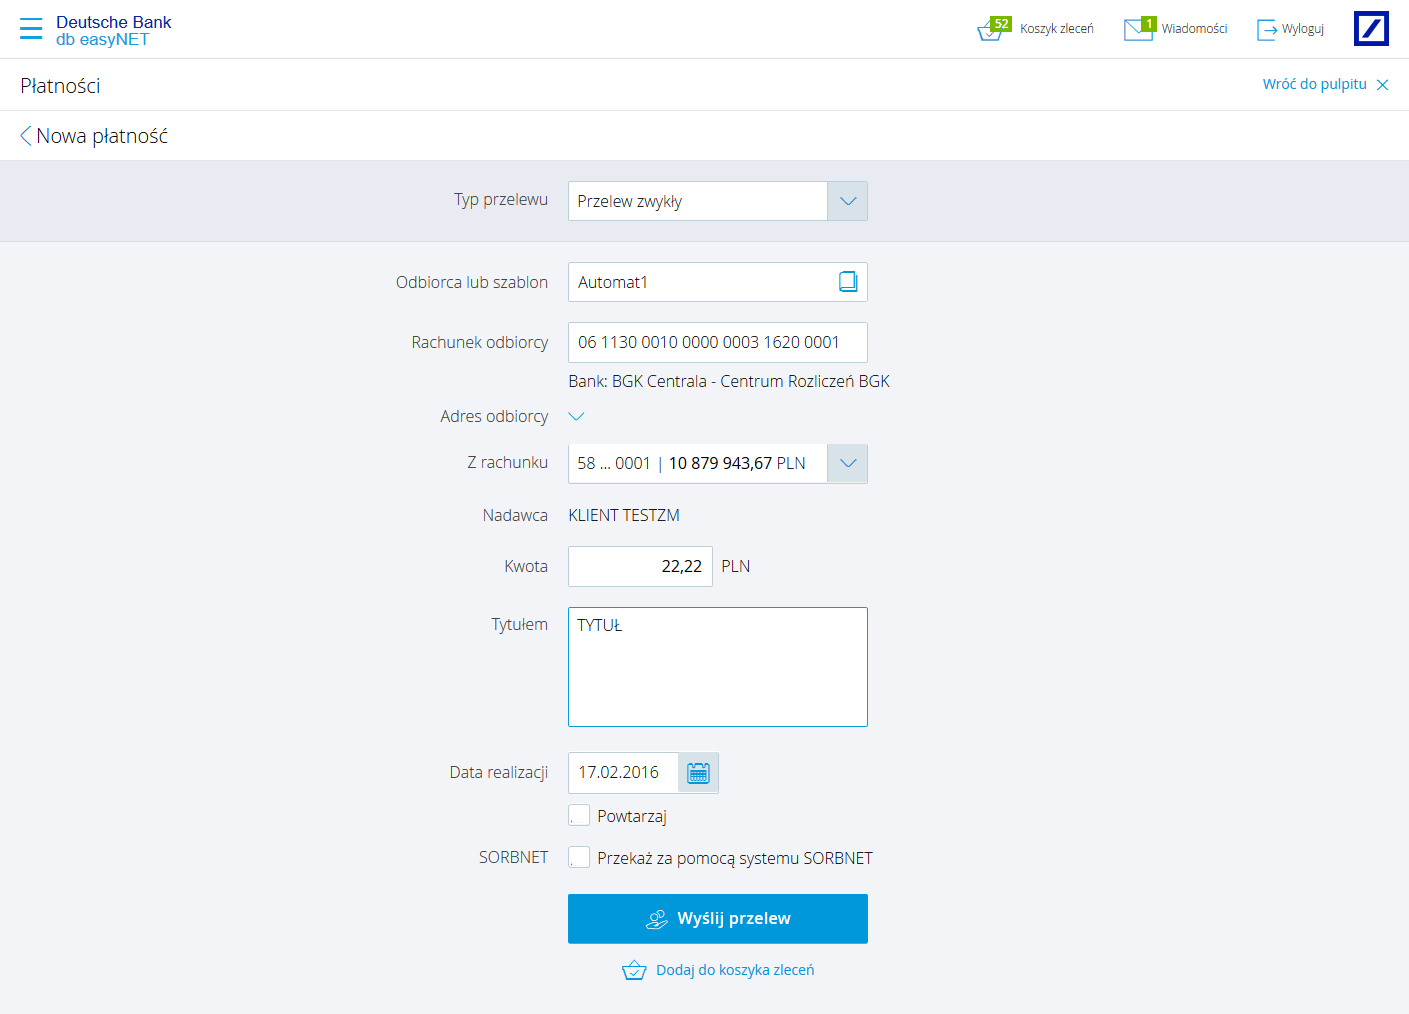 Deutsche Bank
db easyNET
52 Koszyk zleceń
1 Wiadomości
Wyloguj
Płatności
Wróć do pulpitu
Nowa płatność
Typ przelewu Przelew zwykły
Odbiorca lub szablon Automat1
Rachunek odbiorcy 06 1130 0010 0000 0003 1620 0001
Bank: BGK Centrala - Centrum Rozliczeń BGK
Adres odbiorcy
Z rachunku 58 ... 0001 | 10 879 943,67 PLN
Nadawca KLIENT TESTZM
Kwota 22,22 PLN
Tytułem TYTUŁ
Data realizacji 17.02.2016
Powtarzaj
SORBNET Przekaż za pomocą systemu SORBNET
Wyślij przelew
Dodaj do koszyka zleceń